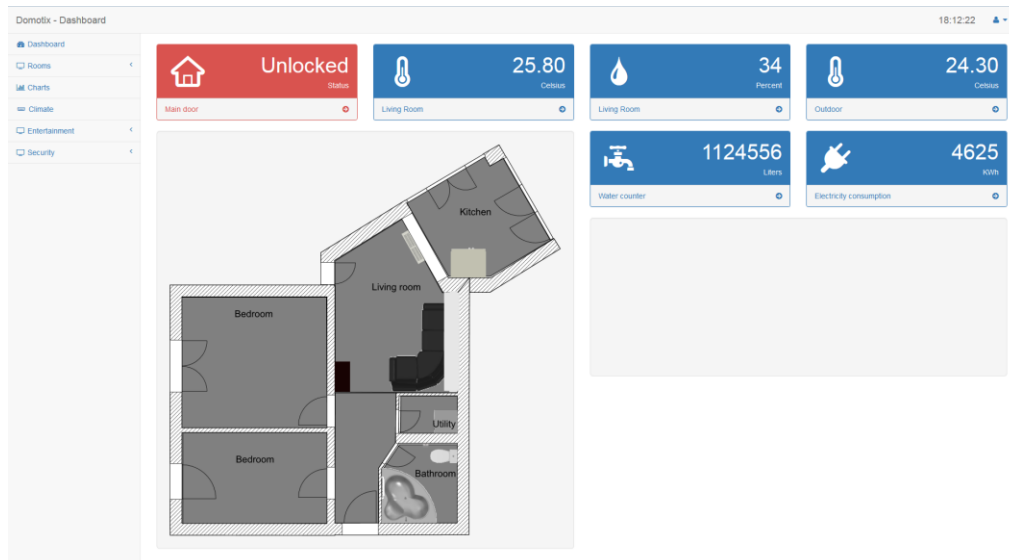 Domotix - Dashboard
18:12:22
Dashboard
Rooms
Charts
Climate
Entertainment
Security
Unlocked
Status
Main door
25.80
Celsius
Living Room
34
Percent
Living Room
24.30
Celsius
Outdoor
1124556
Liters
Water counter
4625
KWh
Electricity consumption
Kitchen
Living room
Bedroom
Utility
Bedroom
Bathroom